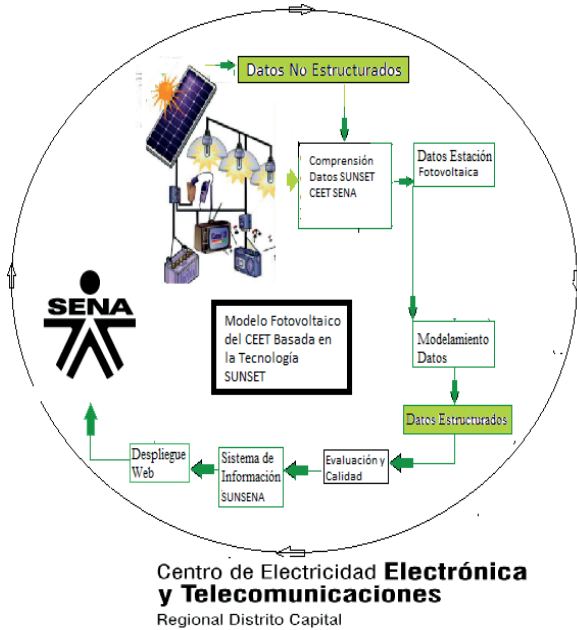 Datos No Estructurados
Comprensión
Datos SUNSET
CEET SENA
Datos Estación
Fotovoltaica
SENA
Modelo Fotovoltaico
del CEET Basada en
la Tecnología
SUNSET
Modelamiento
Datos
Datos Estructurados
Evaluación y
Calidad
Sistema de
Información
SUNSENA
Despliegue
Web
Centro de Electricidad Electrónica
y Telecomunicaciones
Regional Distrito Capital